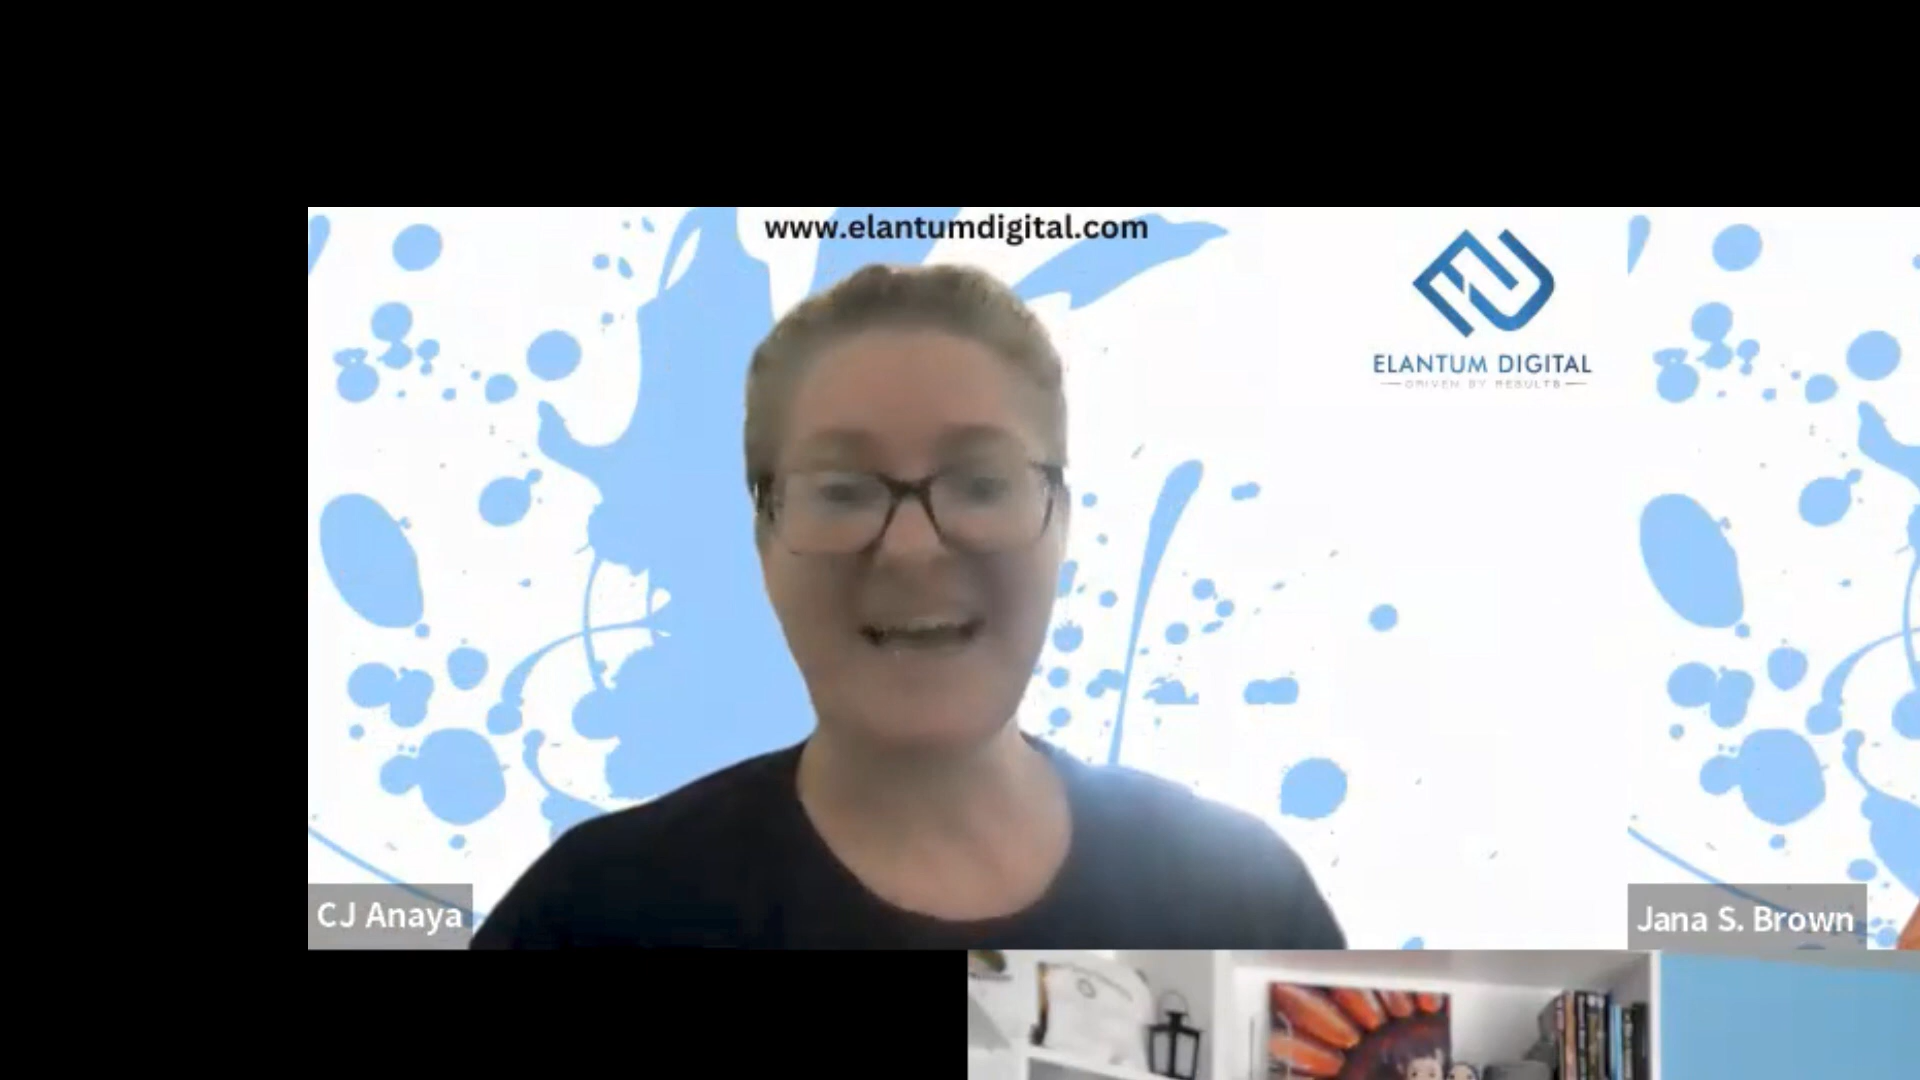 www.elantumdigital.com
ELANTUM DIGITAL
DRIVEN BY RESULTS
CJ Anaya
Jana S. Brown